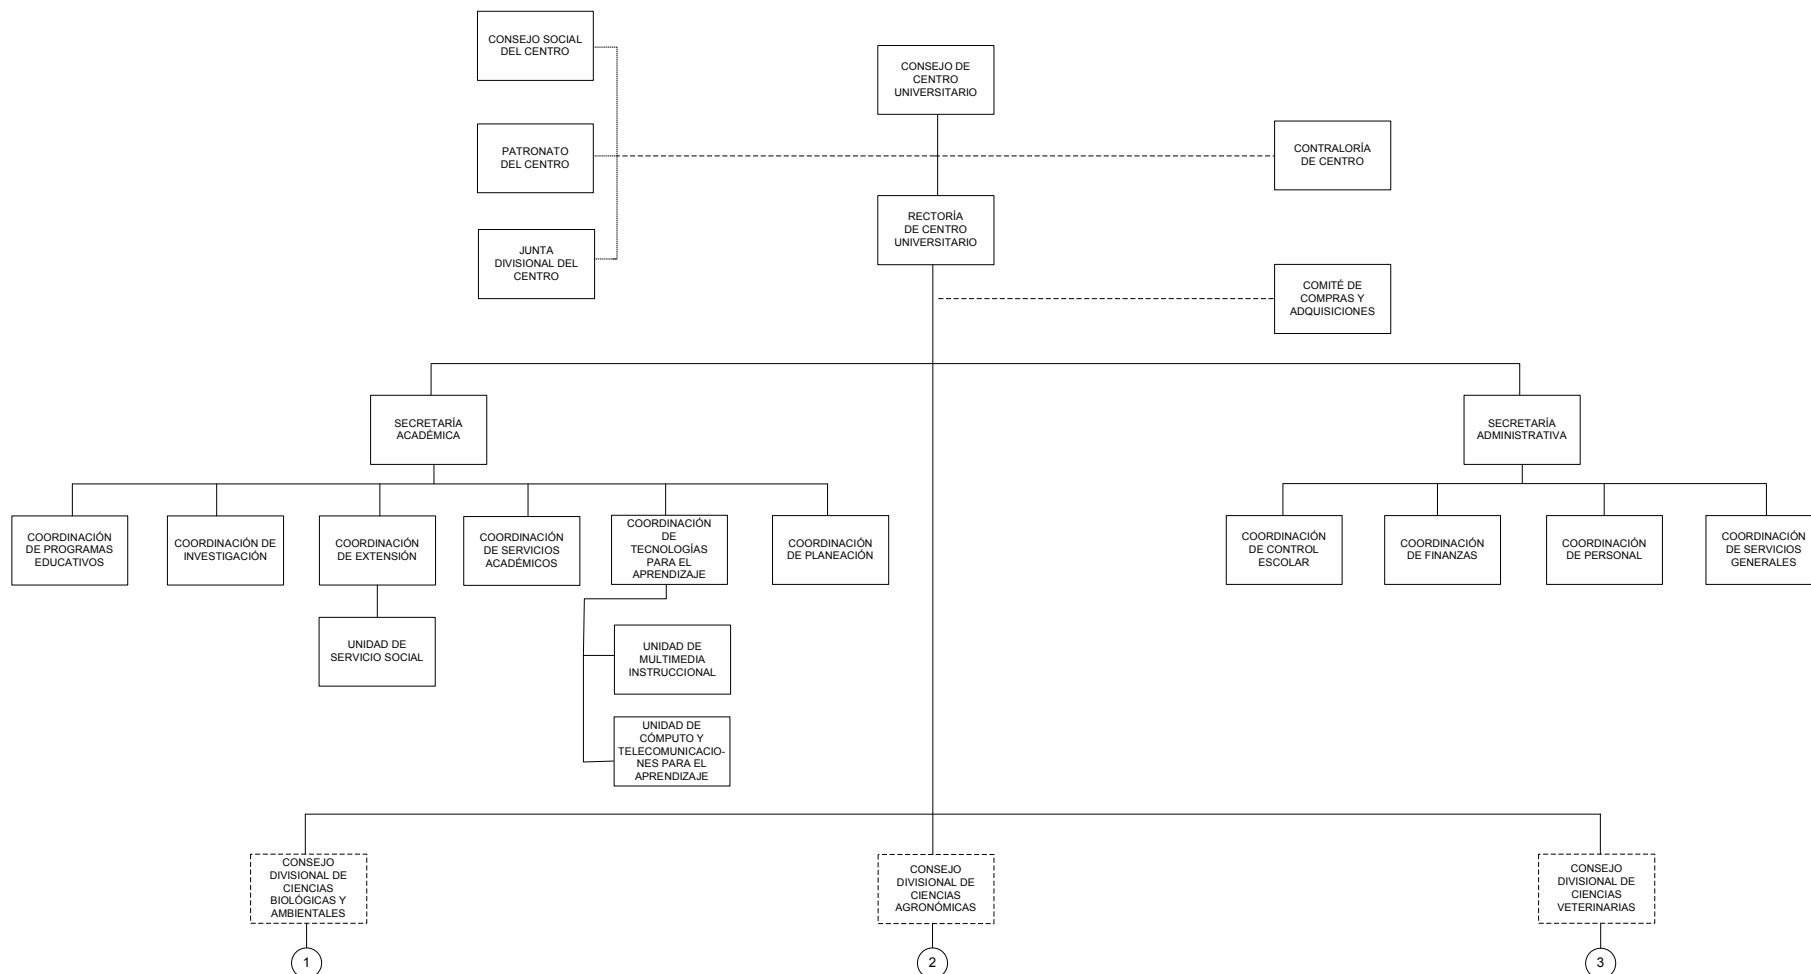 CONSEJO SOCIAL
DEL CENTRO
CONSEJO DE
CENTRO
UNIVERSITARIO
PATRONATO
DEL CENTRO
CONTRALORÍA
DE CENTRO
RECTORÍA
DE CENTRO
UNIVERSITARIO
JUNTA
DIVISIONAL DEL
CENTRO
COMITÉ DE
COMPRAS Y
ADQUISICIONES
SECRETARÍA
ACADÉMICA
SECRETARÍA
ADMINISTRATIVA
COORDINACIÓN
DE PROGRAMAS
EDUCATIVOS
COORDINACIÓN DE
INVESTIGACIÓN
COORDINACIÓN
DE EXTENSIÓN
COORDINACIÓN
DE SERVICIOS
ACADÉMICOS
COORDINACIÓN
DE
TECNOLOGÍAS
PARA EL
APRENDIZAJE
COORDINACIÓN
DE PLANEACIÓN
COORDINACIÓN
DE CONTROL
ESCOLAR
COORDINACIÓN
DE FINANZAS
COORDINACIÓN
DE PERSONAL
COORDINACIÓN
DE SERVICIOS
GENERALES
UNIDAD DE
SERVICIO SOCIAL
UNIDAD DE
MULTIMEDIA
INSTRUCCIONAL
UNIDAD DE
CÓMPUTO Y
TELECOMUNICACIO-
NES PARA EL
APRENDIZAJE
CONSEJO
DIVISIONAL DE
CIENCIAS
BIOLÓGICAS Y
AMBIENTALES
CONSEJO
DIVISIONAL DE
CIENCIAS
AGRONÓMICAS
CONSEJO
DIVISIONAL DE
CIENCIAS
VETERINARIAS
1
2
3